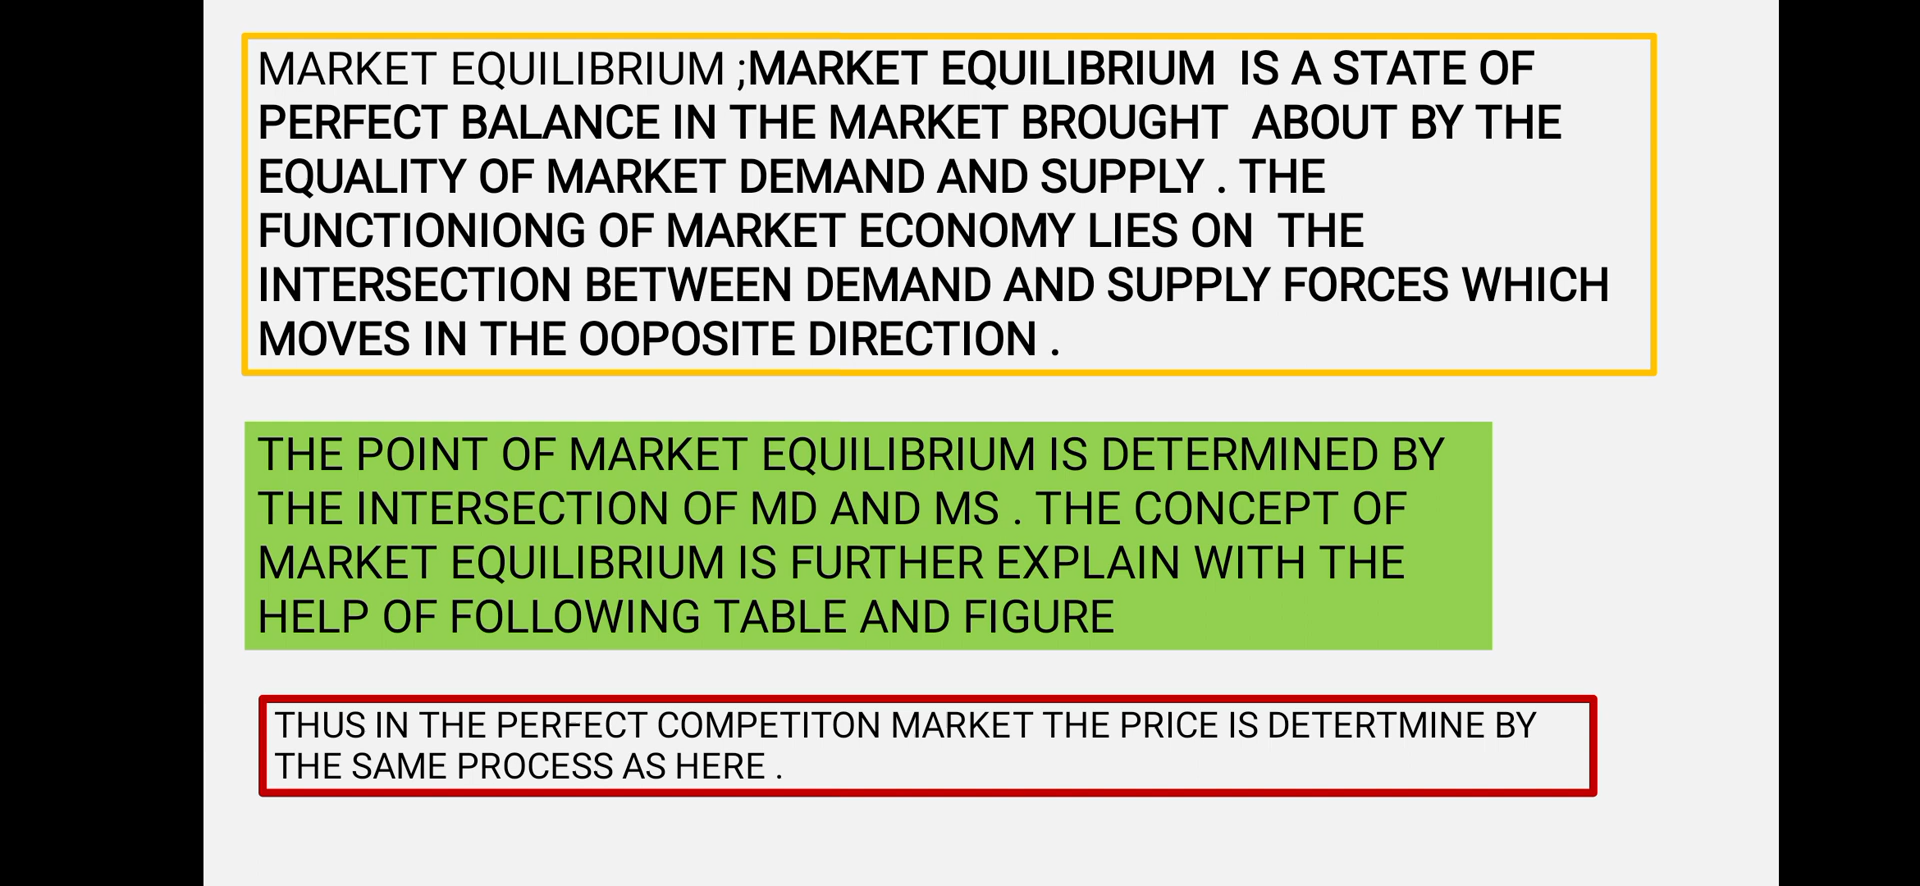 MARKET EQUILIBRIUM ;MARKET EQUILIBRIUM  IS A STATE OF
PERFECT BALANCE IN THE MARKET BROUGHT  ABOUT BY THE
EQUALITY OF MARKET DEMAND AND SUPPLY . THE
FUNCTIONIONG OF MARKET ECONOMY LIES ON  THE
INTERSECTION BETWEEN DEMAND AND SUPPLY FORCES WHICH
MOVES IN THE OOPOSITE DIRECTION .
THE POINT OF MARKET EQUILIBRIUM IS DETERMINED BY
THE INTERSECTION OF MD AND MS . THE CONCEPT OF
MARKET EQUILIBRIUM IS FURTHER EXPLAIN WITH THE
HELP OF FOLLOWING TABLE AND FIGURE
THUS IN THE PERFECT COMPETITON MARKET THE PRICE IS DETERTMINE BY
THE SAME PROCESS AS HERE .